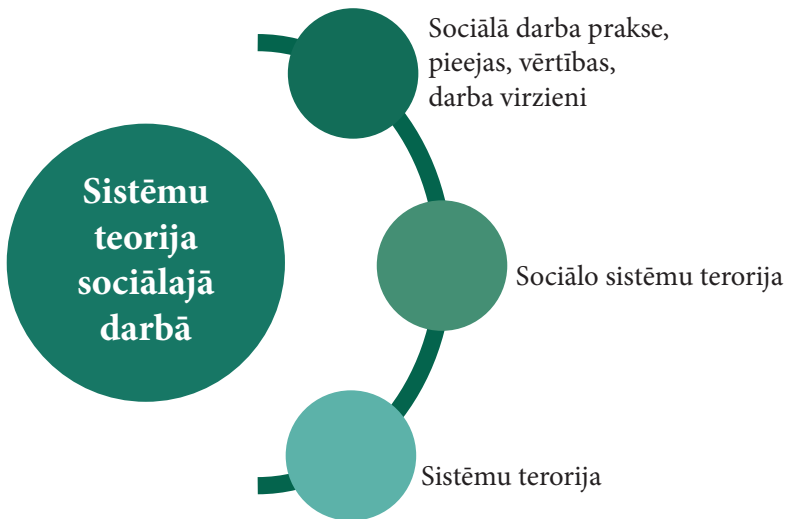 Sistēmu
teorija
sociālajā
darbā
Sociālā darba prakse,
pieejas, vērtības,
darba virzieni
Sociālo sistēmu terorija
Sistēmu terorija